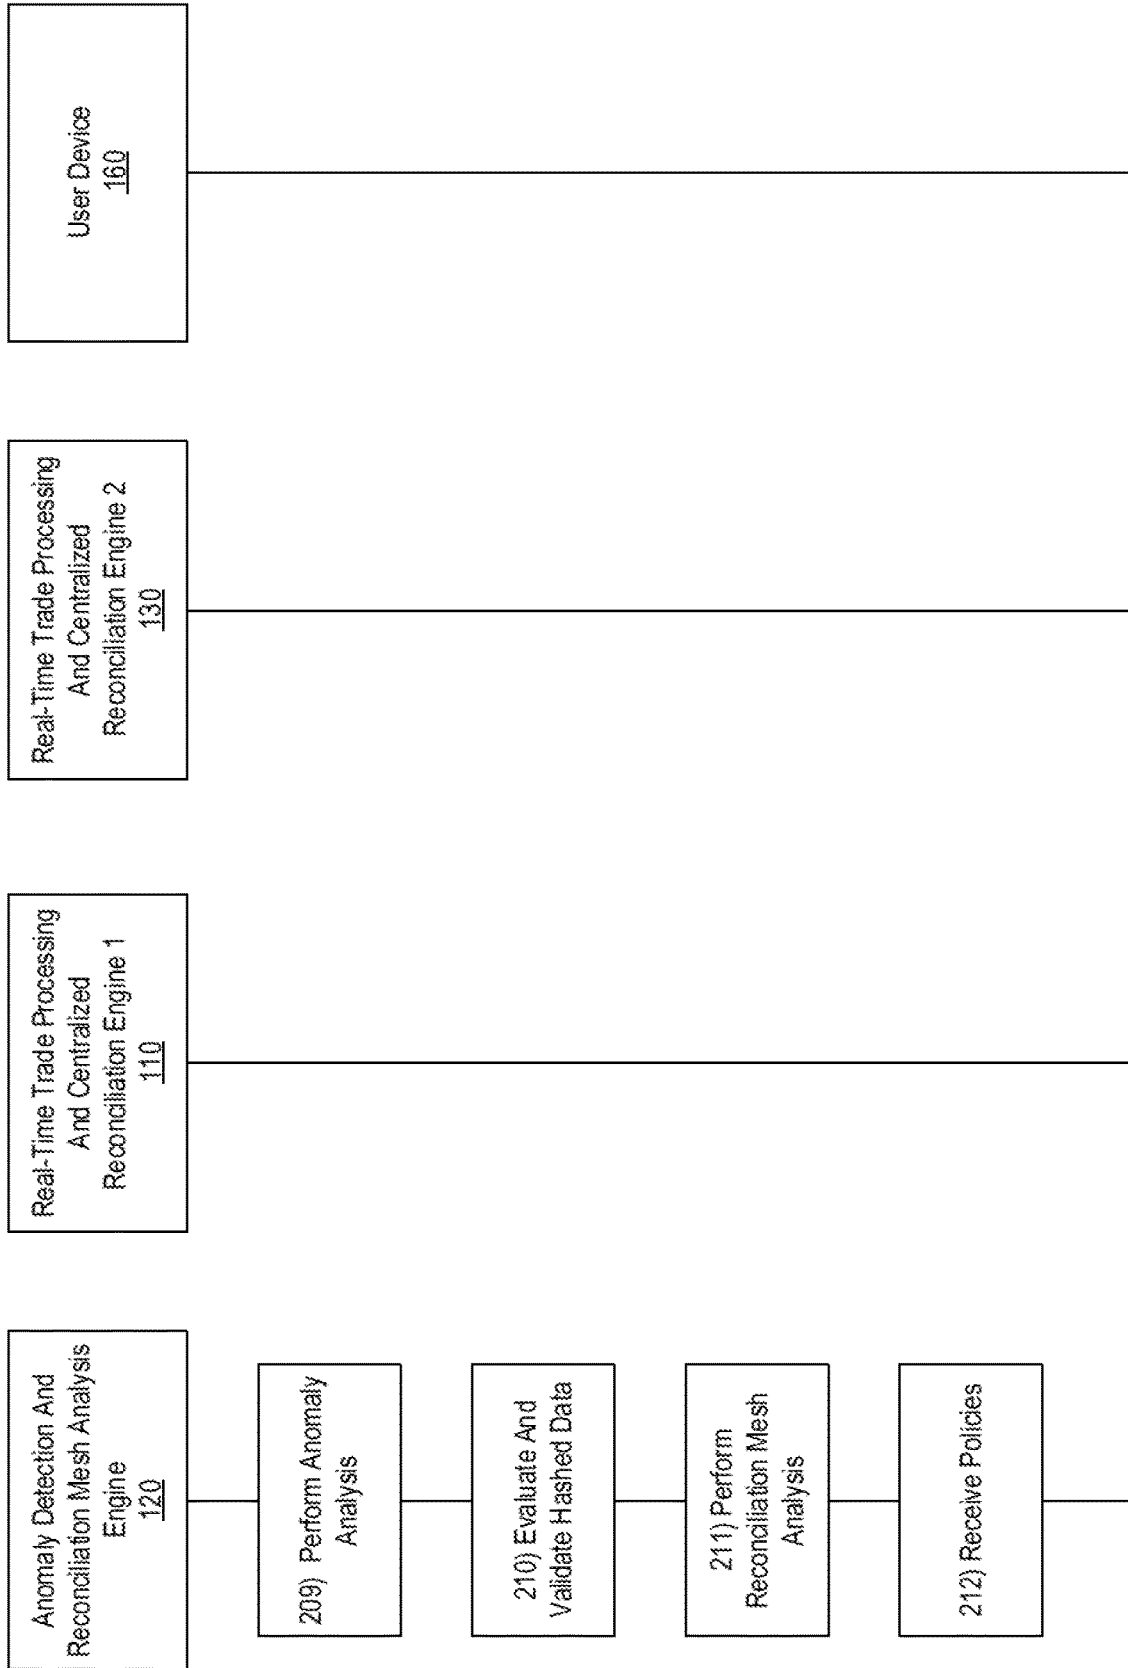 Anomaly Detection And
Reconciliation Mesh Analysis
Engine
120
Real-Time Trade Processing
And Centralized
Reconciliation Engine 1
110
Real-Time Trade Processing
And Centralized
Reconciliation Engine 2
130
User Device
160
209) Perform Anomaly
Analysis
210) Evaluate And
Validate Hashed Data
211) Perform
Reconciliation Mesh
Analysis
212) Receive Policies